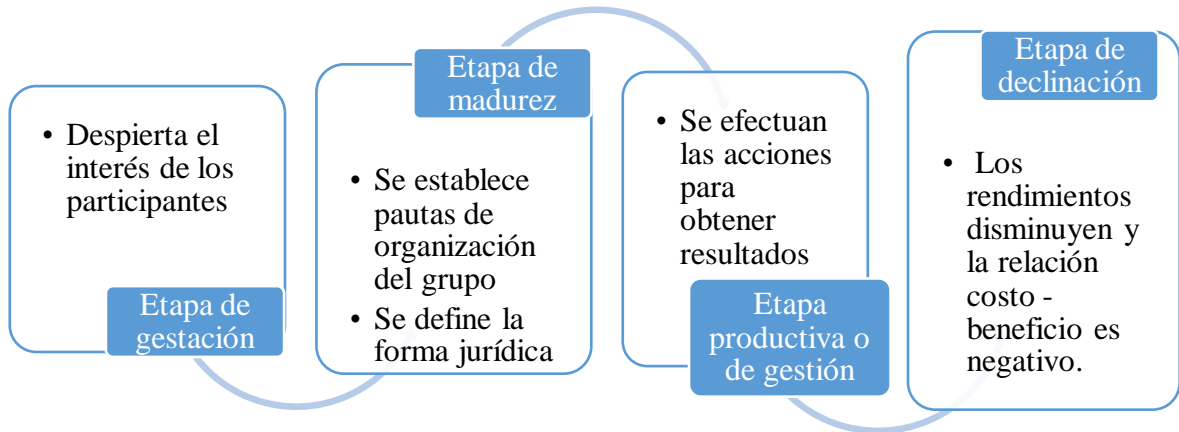 • Despierta el
interés de los
participantes
Etapa de
gestación
Etapa de
madurez
• Se establece
pautas de
organización
del grupo
• Se define la
forma jurídica
• Se efectuan
las acciones
para
obtener
resultados
Etapa
productiva o
de gestión
Etapa de
declinación
• Los
rendimientos
disminuyen y
la relación
costo -
beneficio es
negativo.